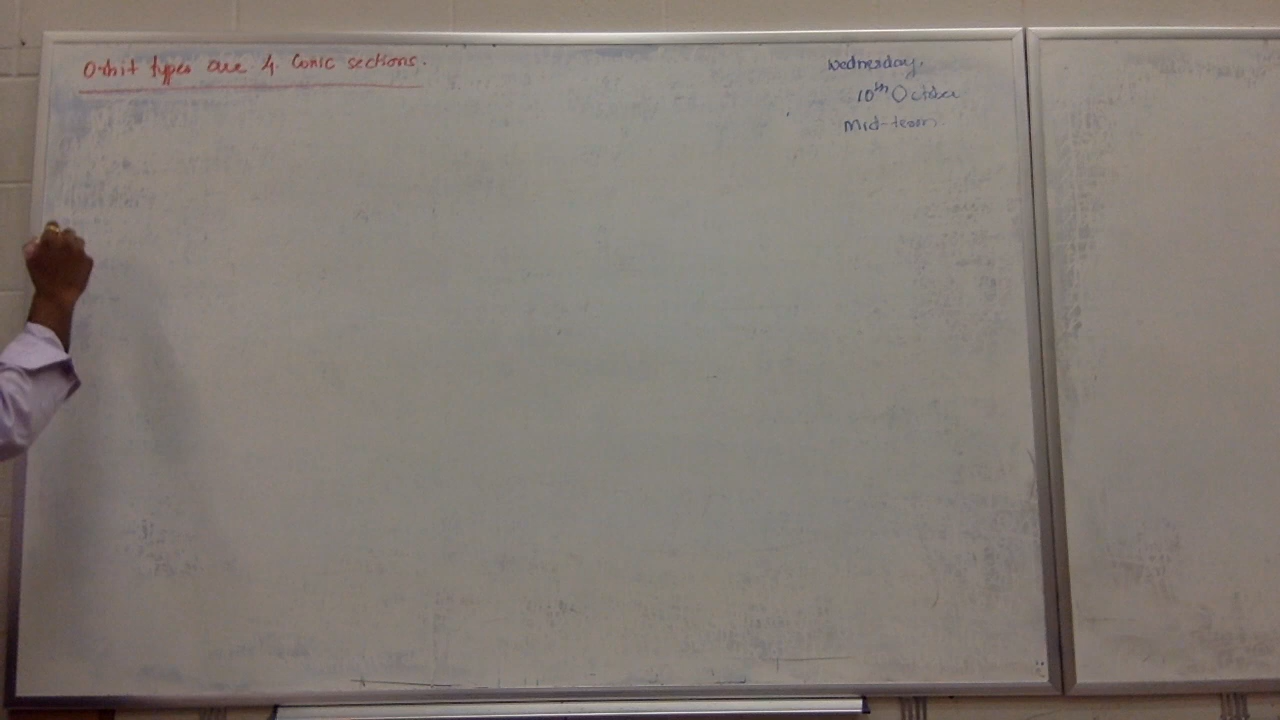 Orbit types are 4 Conic sections.
Wednesday.
10th October
Mid-term